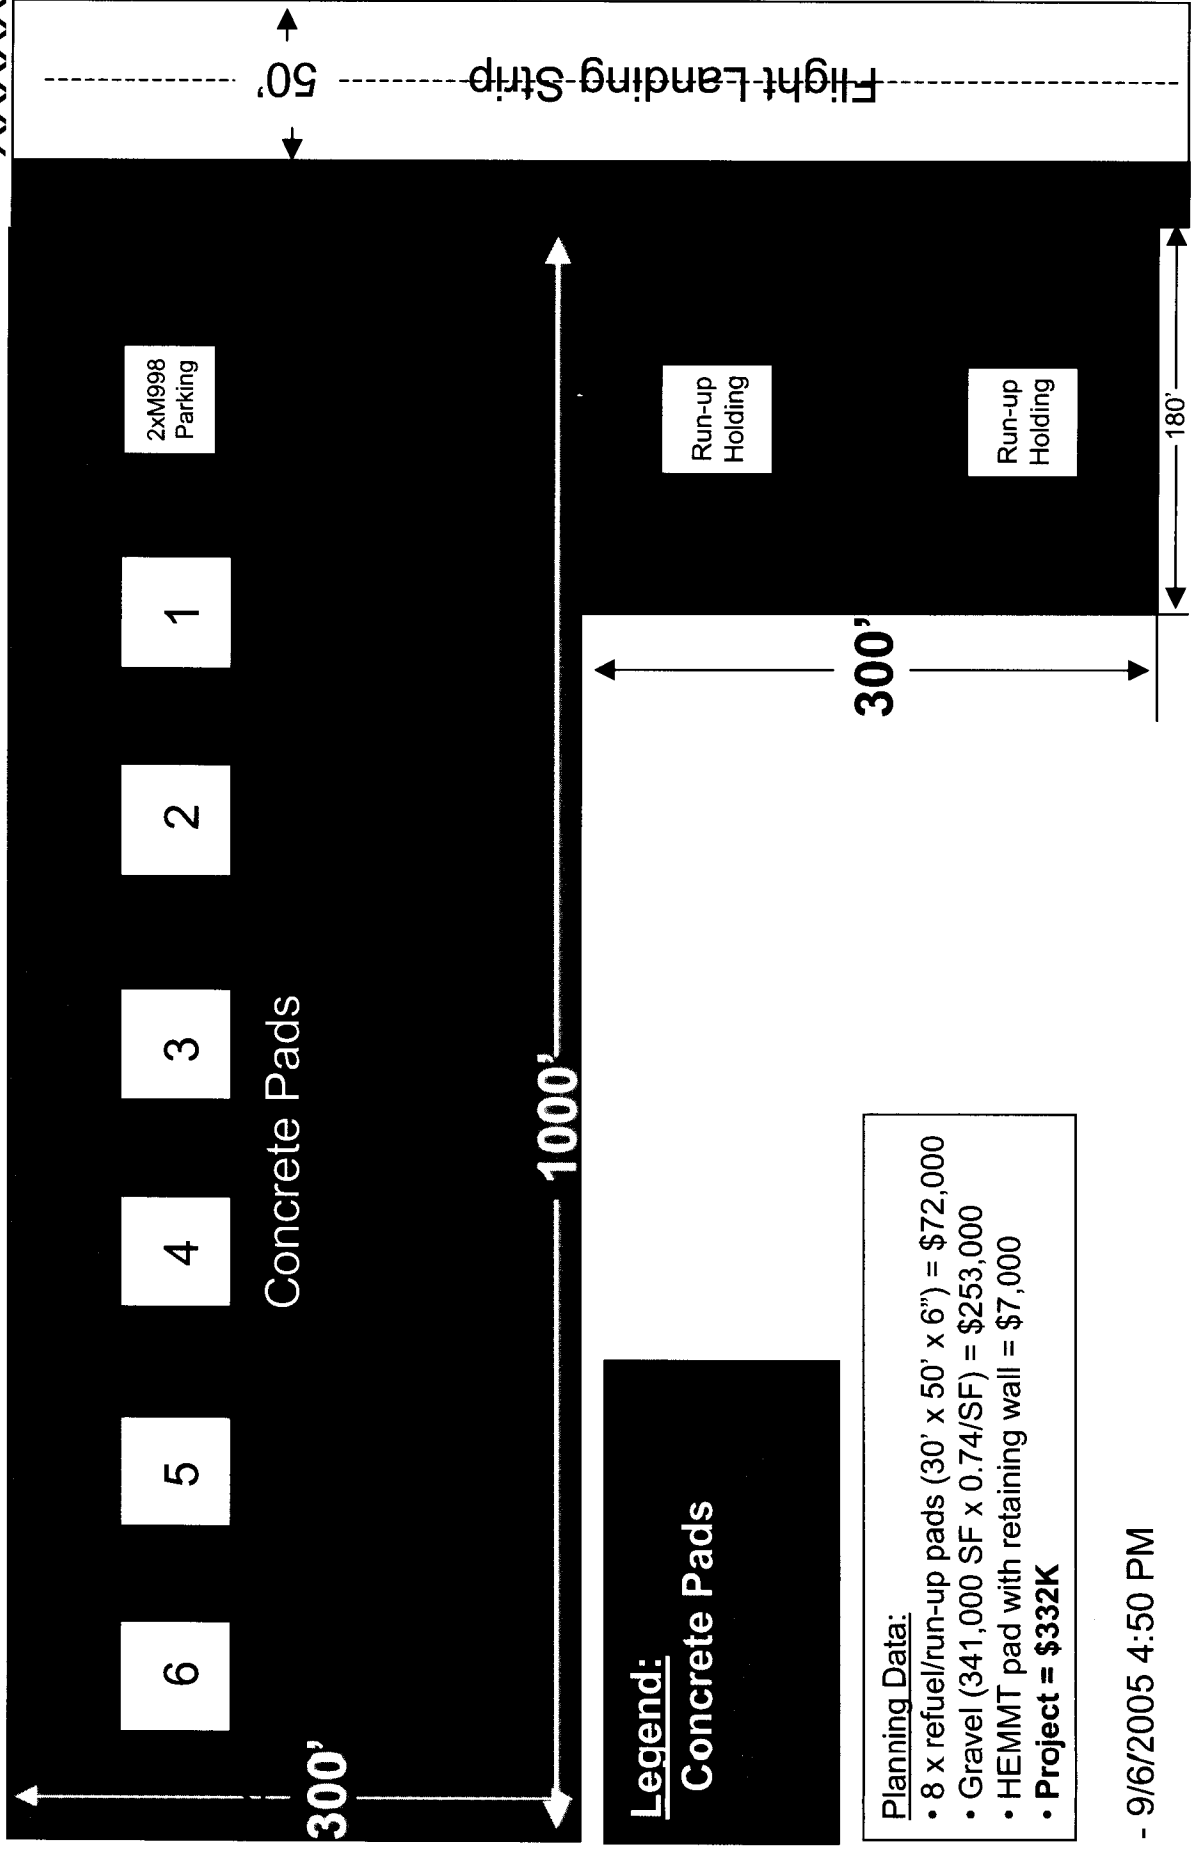 50’
Flight Landing Strip
2xM998
Parking
1
2
3
4
5
6
Concrete Pads
300’
1000’
Run-up
Holding
Run-up
Holding
180’
300’
Legend:
Concrete Pads
Planning Data:
• 8 x refuel/run-up pads (30’ x 50’ x 6”) = $72,000
• Gravel (341,000 SF x 0.74/SF) = $253,000
• HEMMT pad with retaining wall = $7,000
• Project = $332K
- 9/6/2005 4:50 PM